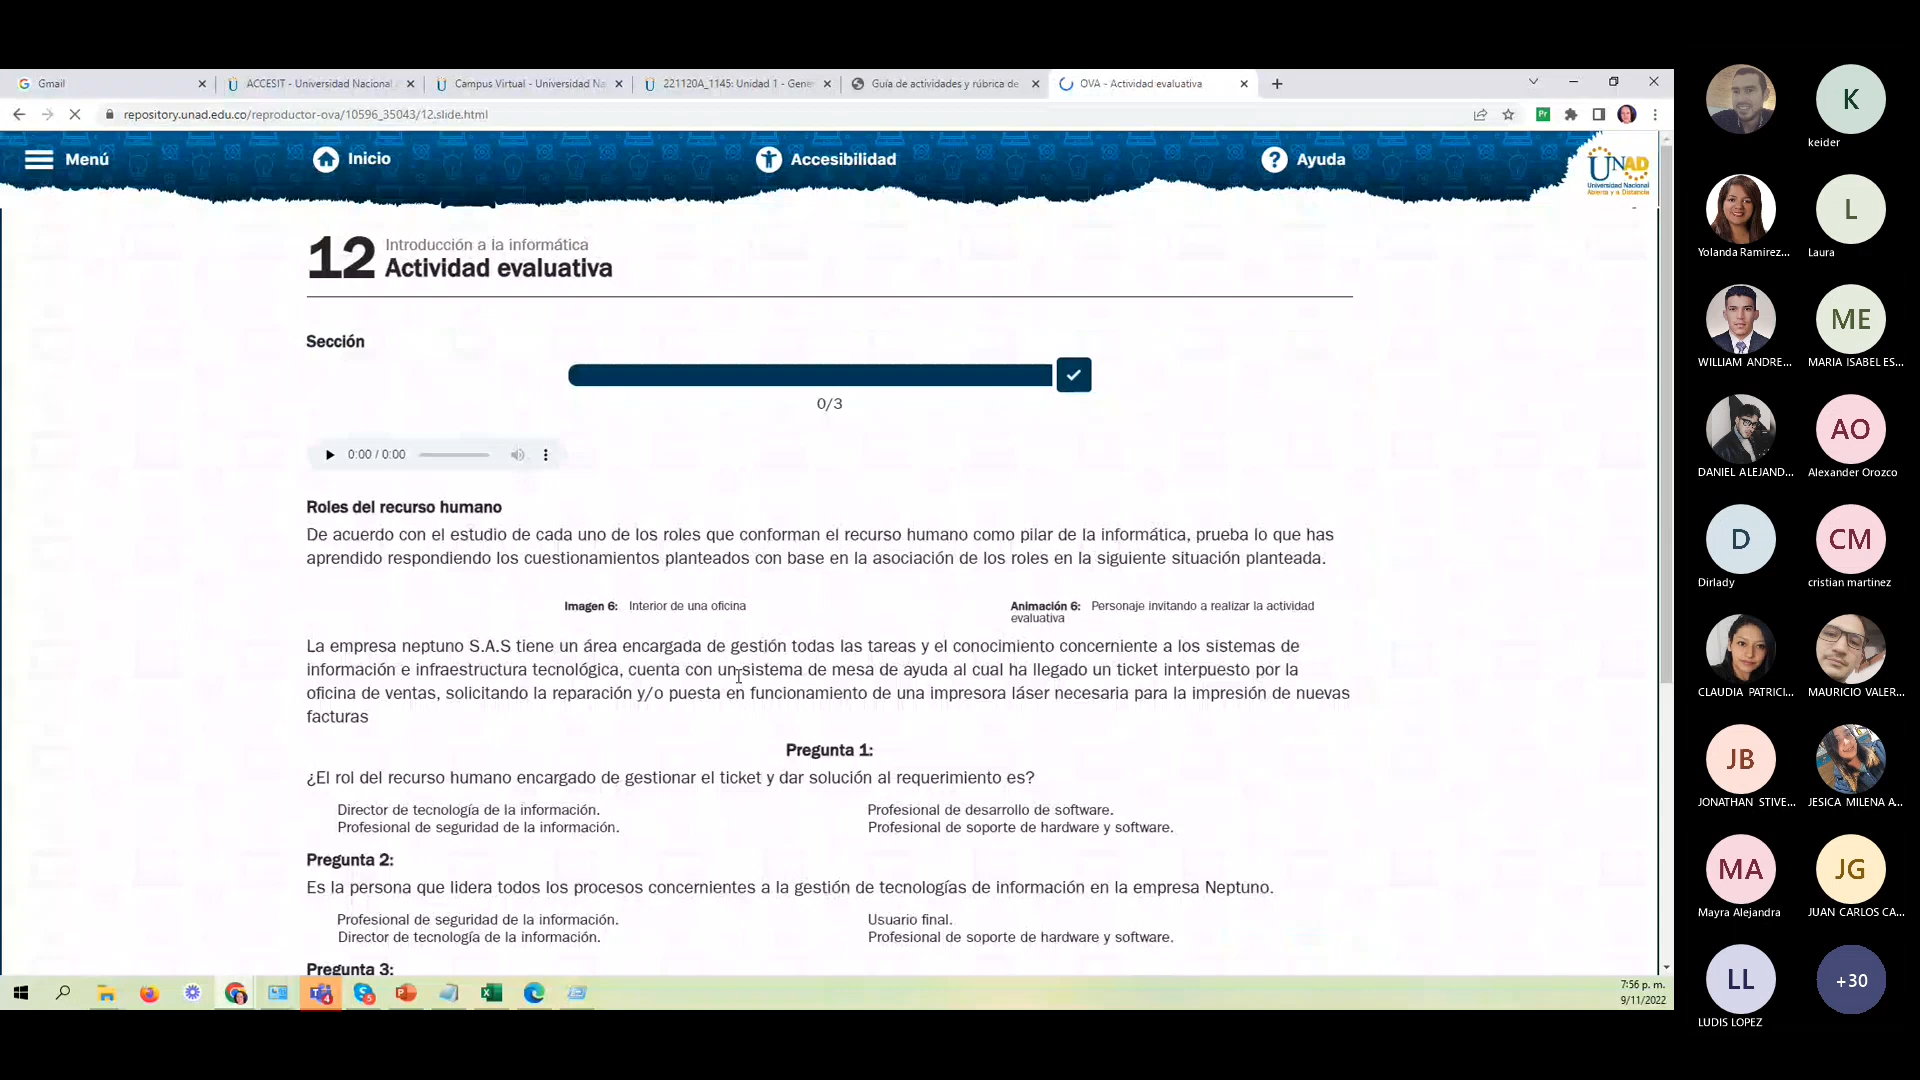 Gmail
ACCESIT - Universidad Nacional
Campus Virtual - Universidad Na
221120A_1145: Unidad 1 - Gene
Guía de actividades y rúbrica de
OVA - Actividad evaluativa
repository.unad.edu.co/reproductor-ova/10596_35043/12.slide.html
Menú
Inicio
Accesibilidad
Ayuda
UNAD
Universidad Nacional
Abierta y a Distancia
12
Introducción a la informática
Actividad evaluativa
Sección
0/3
0:00 / 0:00
Roles del recurso humano
De acuerdo con el estudio de cada uno de los roles que conforman el recurso humano como pilar de la informática, prueba lo que has
aprendido respondiendo los cuestionamientos planteados con base en la asociación de los roles en la siguiente situación planteada.
Imagen 6: Interior de una oficina
Animación 6: Personaje invitando a realizar la actividad
evaluativa
La empresa neptuno S.A.S tiene un área encargada de gestión todas las tareas y el conocimiento concerniente a los sistemas de
información e infraestructura tecnológica, cuenta con un sistema de mesa de ayuda al cual ha llegado un ticket interpuesto por la
oficina de ventas, solicitando la reparación y/o puesta en funcionamiento de una impresora láser necesaria para la impresión de nuevas
facturas
Pregunta 1:
¿El rol del recurso humano encargado de gestionar el ticket y dar solución al requerimiento es?
Director de tecnología de la información.
Profesional de seguridad de la información.
Profesional de desarrollo de software.
Profesional de soporte de hardware y software.
Pregunta 2:
Es la persona que lidera todos los procesos concernientes a la gestión de tecnologías de información en la empresa Neptuno.
Profesional de seguridad de la información.
Director de tecnología de la información.
Usuario final.
Profesional de soporte de hardware y software.
Pregunta 3:
7:56 p. m.
9/11/2022
K
keider
Yolanda Ramirez...
L
Laura
WILLIAM ANDRE...
ME
MARIA ISABEL ES...
DANIEL ALEJAND...
AO
Alexander Orozco
D
Dirlady
CM
cristian martinez
CLAUDIA PATRICI...
MAURICIO VALER...
JB
JONATHAN STIVE...
JESICA MILENA A...
MA
Mayra Alejandra
JG
JUAN CARLOS CA...
LL
LUDIS LOPEZ
+30